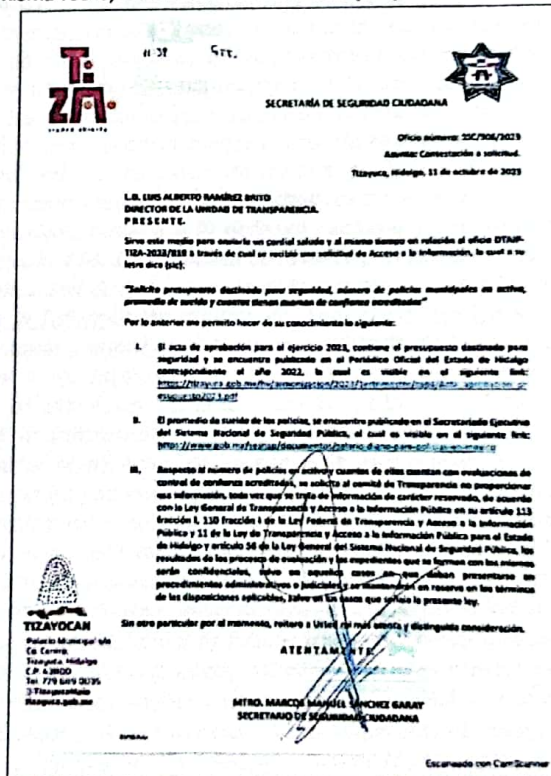 T:
ZA.
ciudad abierta
SECRETARÍA DE SEGURIDAD CIUDADANA
Oficio número: SSC/906/2023
Asunto: Contestación a solicitud.
Tizayuca, Hidalgo, 11 de octubre de 2023
L.D. LUIS ALBERTO RAMÍREZ BRITO
DIRECTOR DE LA UNIDAD DE TRANSPARENCIA.
P R E S E N T E.
Sirva este medio para enviarle un cordial saludo y al mismo tiempo en relación al oficio DTAIP-
TIZA-2023/819 a través de cual se recibió una solicitud de Acceso a la Información, la cual a su
letra dice (sic):
"Solicito presupuesto destinado para seguridad, número de policías municipales en activo,
promedio de sueldo y cuantos tienen examen de confianza acreditados"
Por lo anterior me permito hacer de su conocimiento lo siguiente:
I. El acta de aprobación para el ejercicio 2023, contiene el presupuesto destinado para
seguridad y se encuentra publicado en el Periódico Oficial del Estado de Hidalgo
correspondiente al año 2022, la cual es visible en el siguiente link:
II. El promedio de sueldo de los policías, se encuentra publicado en el Secretariado Ejecutivo
del Sistema Nacional de Seguridad Pública, el cual es visible en el siguiente link:
III. Respecto al número de policías en activo y cuantos de ellos cuentan con evaluaciones de
control de confianza acreditados, se solicita al comité de Transparencia no proporcionar
esa información, toda vez que se trata de información de carácter reservado, de acuerdo
con la Ley General de Transparencia y Acceso a la Información Pública en su artículo 113
fracción I, 110 fracción I de la Ley Federal de Transparencia y Acceso a la Información
Pública y 11 de la Ley de Transparencia y Acceso a la Información Pública para el Estado
de Hidalgo y artículo 56 de la Ley General del Sistema Nacional de Seguridad Pública, los
resultados de los procesos de evaluación y los expedientes que se formen con los mismos
serán confidenciales, salvo en aquellos casos en que deban presentarse en
procedimientos administrativos o judiciales y se mantendrán en reserva en los términos
de las disposiciones aplicables, salvo en los casos que señala la presente ley.
Sin otro particular por el momento, reitero a Usted mi más atenta y distinguida consideración.
A T E N T A M E N T E
MTRO. MARCOS MANUEL SÁNCHEZ GARAY
SECRETARIO DE SEGURIDAD CIUDADANA
TIZAYOCAN
Palacio Municipal s/n
Co. Centro,
Tizayuca, Hidalgo
C.P. 43800
Tizayuca.gob.mx
Escaneado con CamScanner